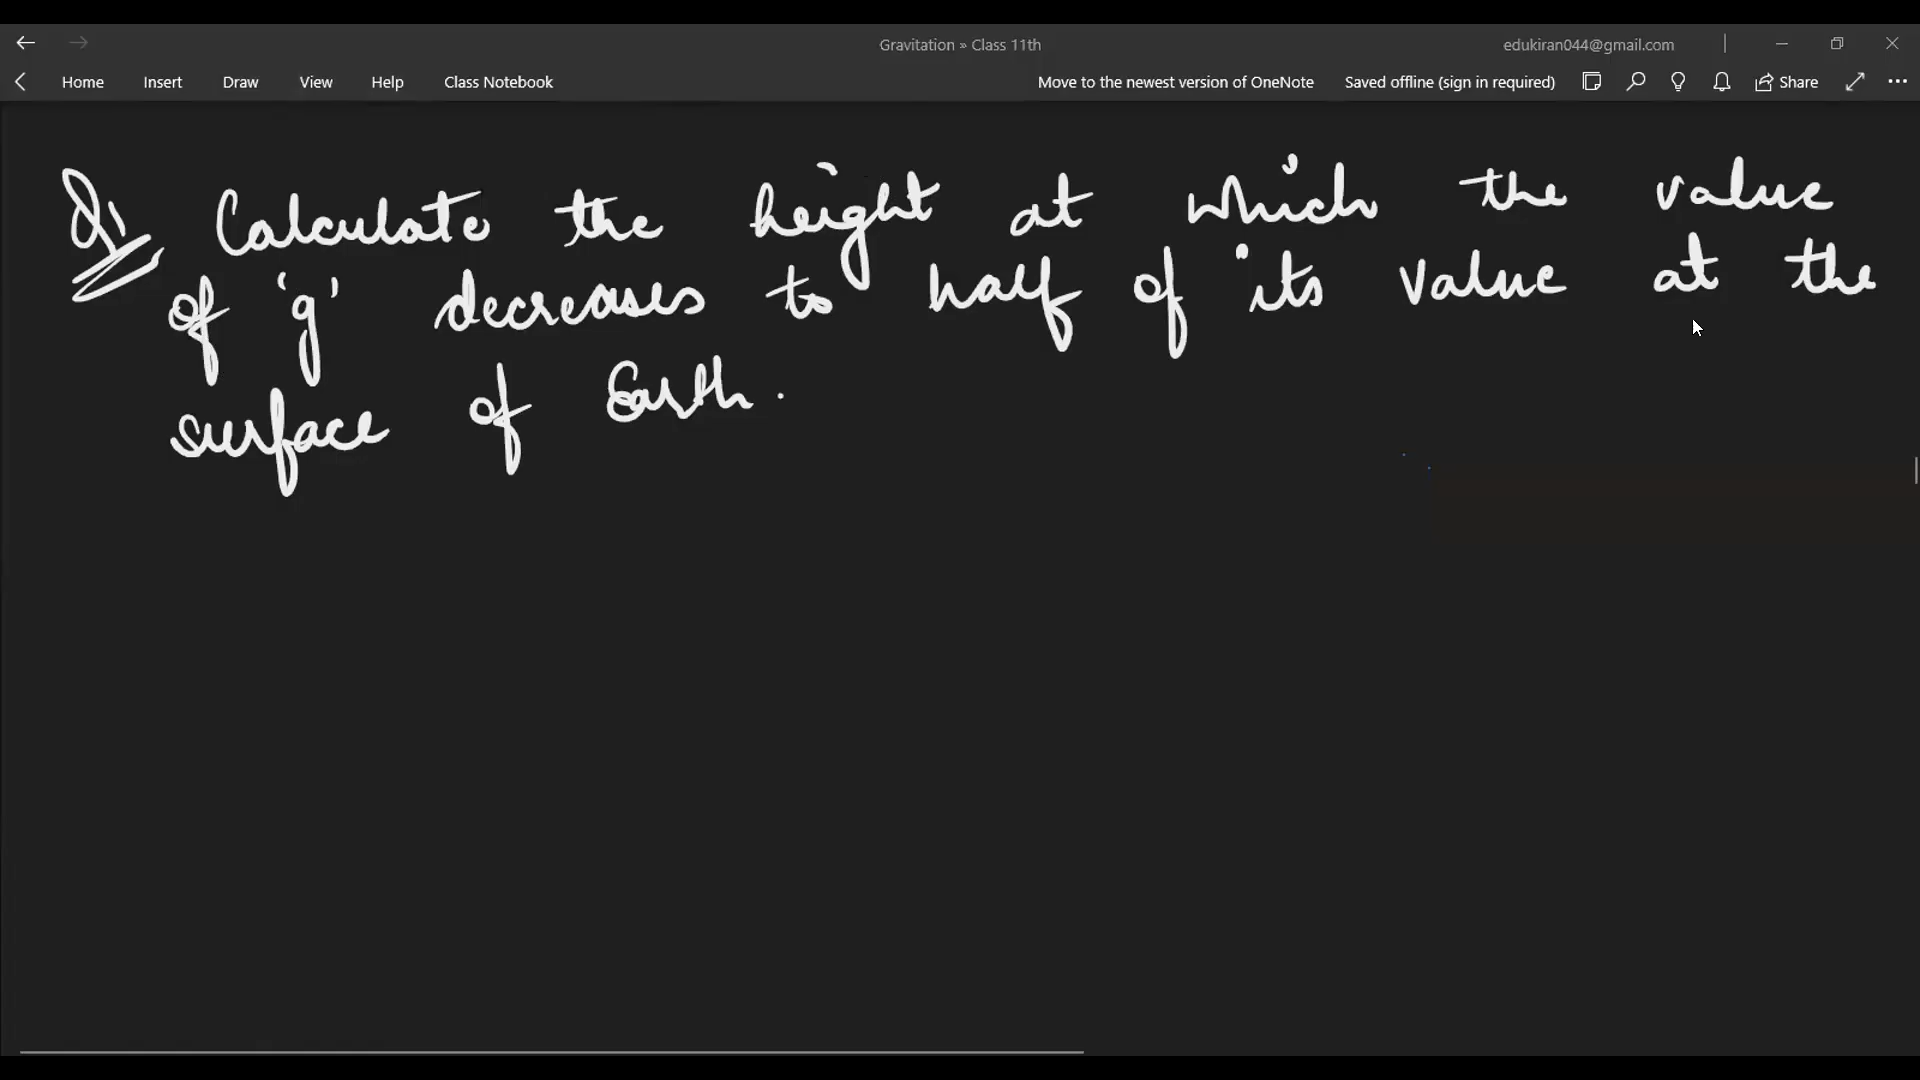 Gravitation » Class 11th
edukiran044@gmail.com
Home Insert Draw View Help Class Notebook Move to the newest version of OneNote Saved offline (sign in required) Share
Q1 Calculate the height at which the value
of 'g' decreases to half of its value at the
surface of Earth.